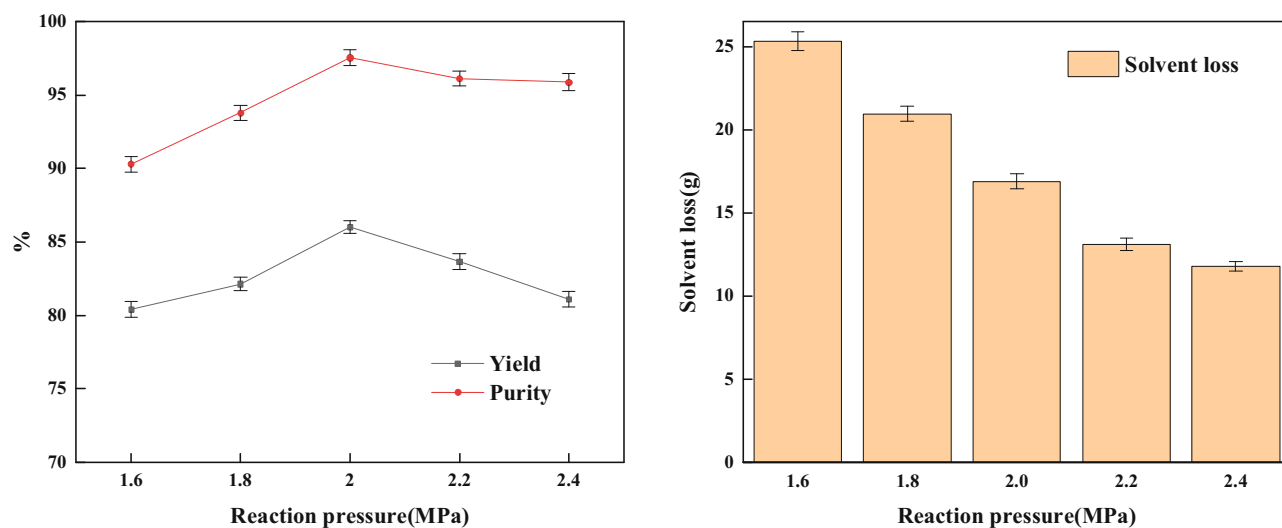 100
95
90
85
80
75
70
%
1.6 1.8 2 2.2 2.4
Reaction pressure(MPa)
Yield
Purity
25
20
15
10
5
0
Solvent loss(g)
1.6 1.8 2.0 2.2 2.4
Reaction pressure(MPa)
Solvent loss